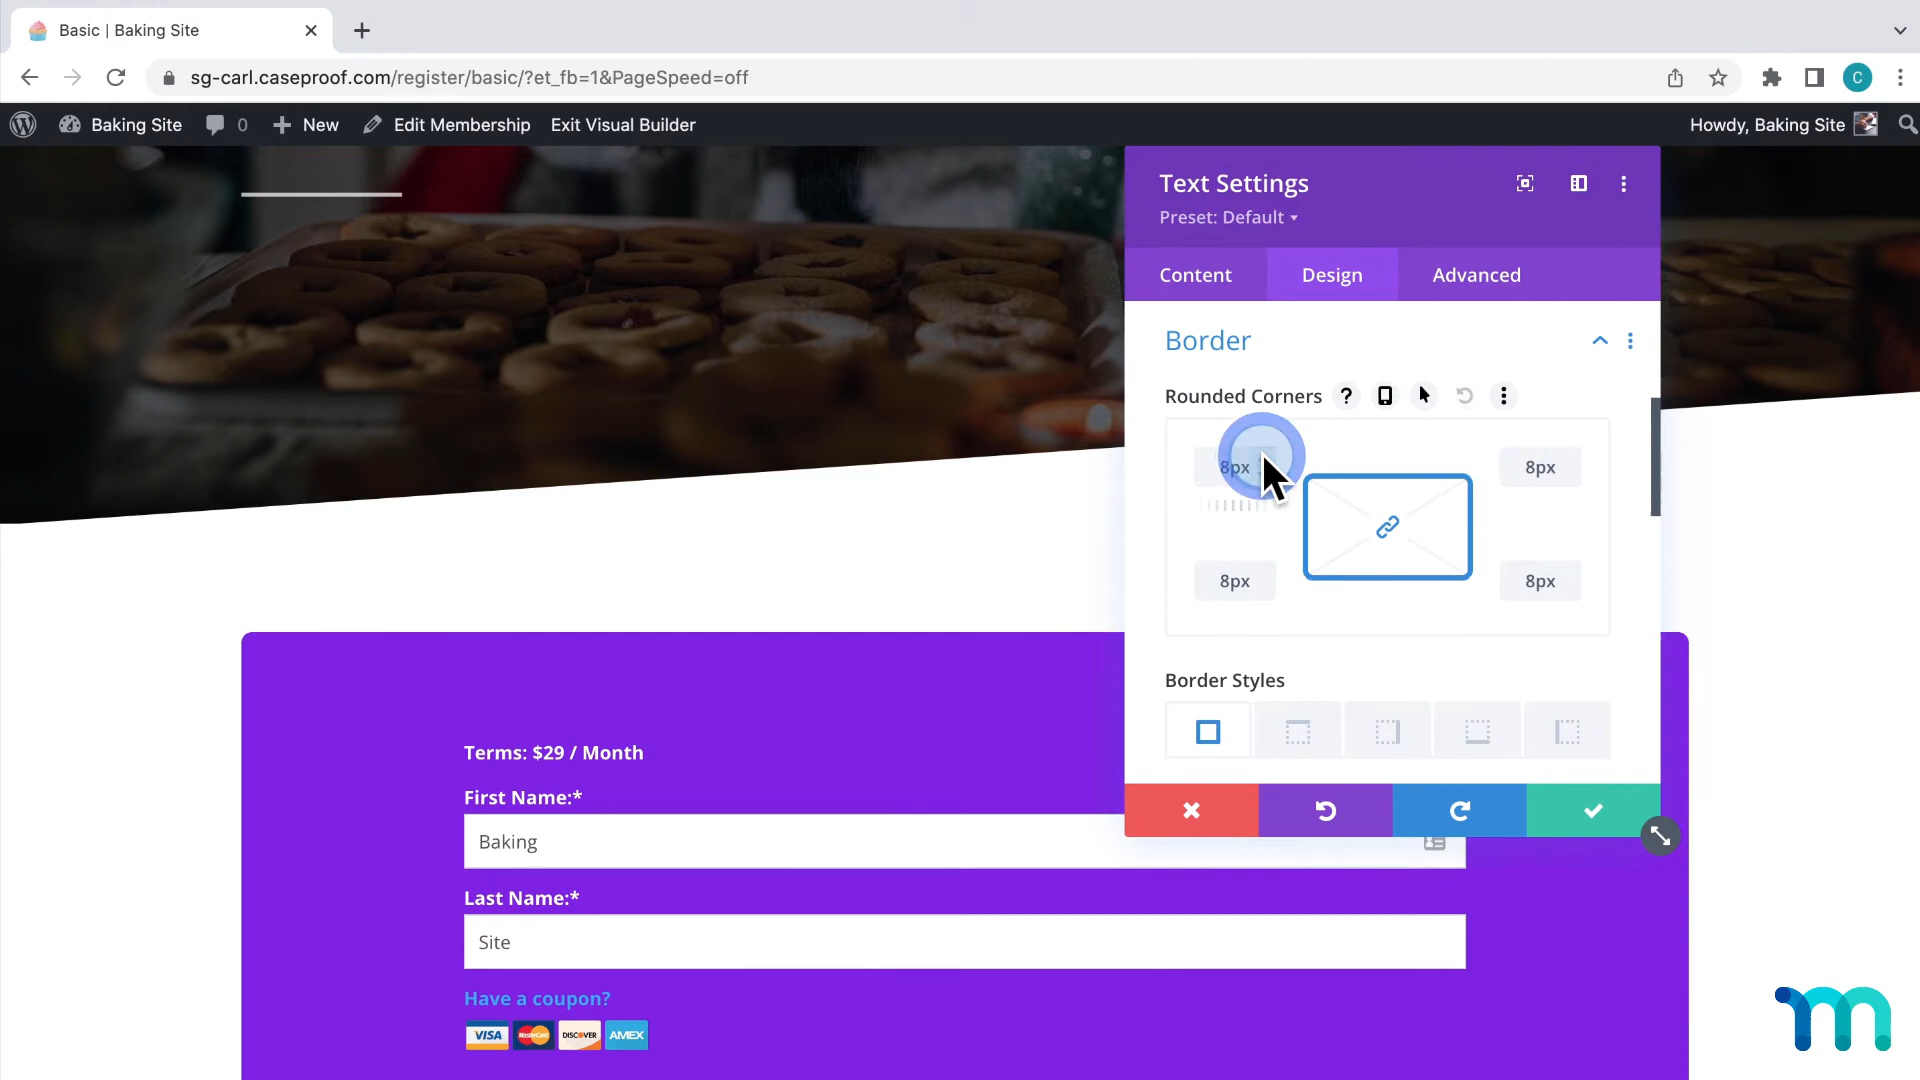 Basic | Baking Site
sg-carl.caseproof.com/register/basic/?et_fb=1&PageSpeed=off
C
Baking Site
0
New
Edit Membership
Exit Visual Builder
Howdy, Baking Site
Text Settings
Preset: Default
Content
Design
Advanced
Border
Rounded Corners
?
8px
8px
8px
8px
Border Styles
Terms: $29 / Month
First Name:*
Baking
Last Name:*
Site
Have a coupon?
VISA
MasterCard
DISCOVER
AMEX
m